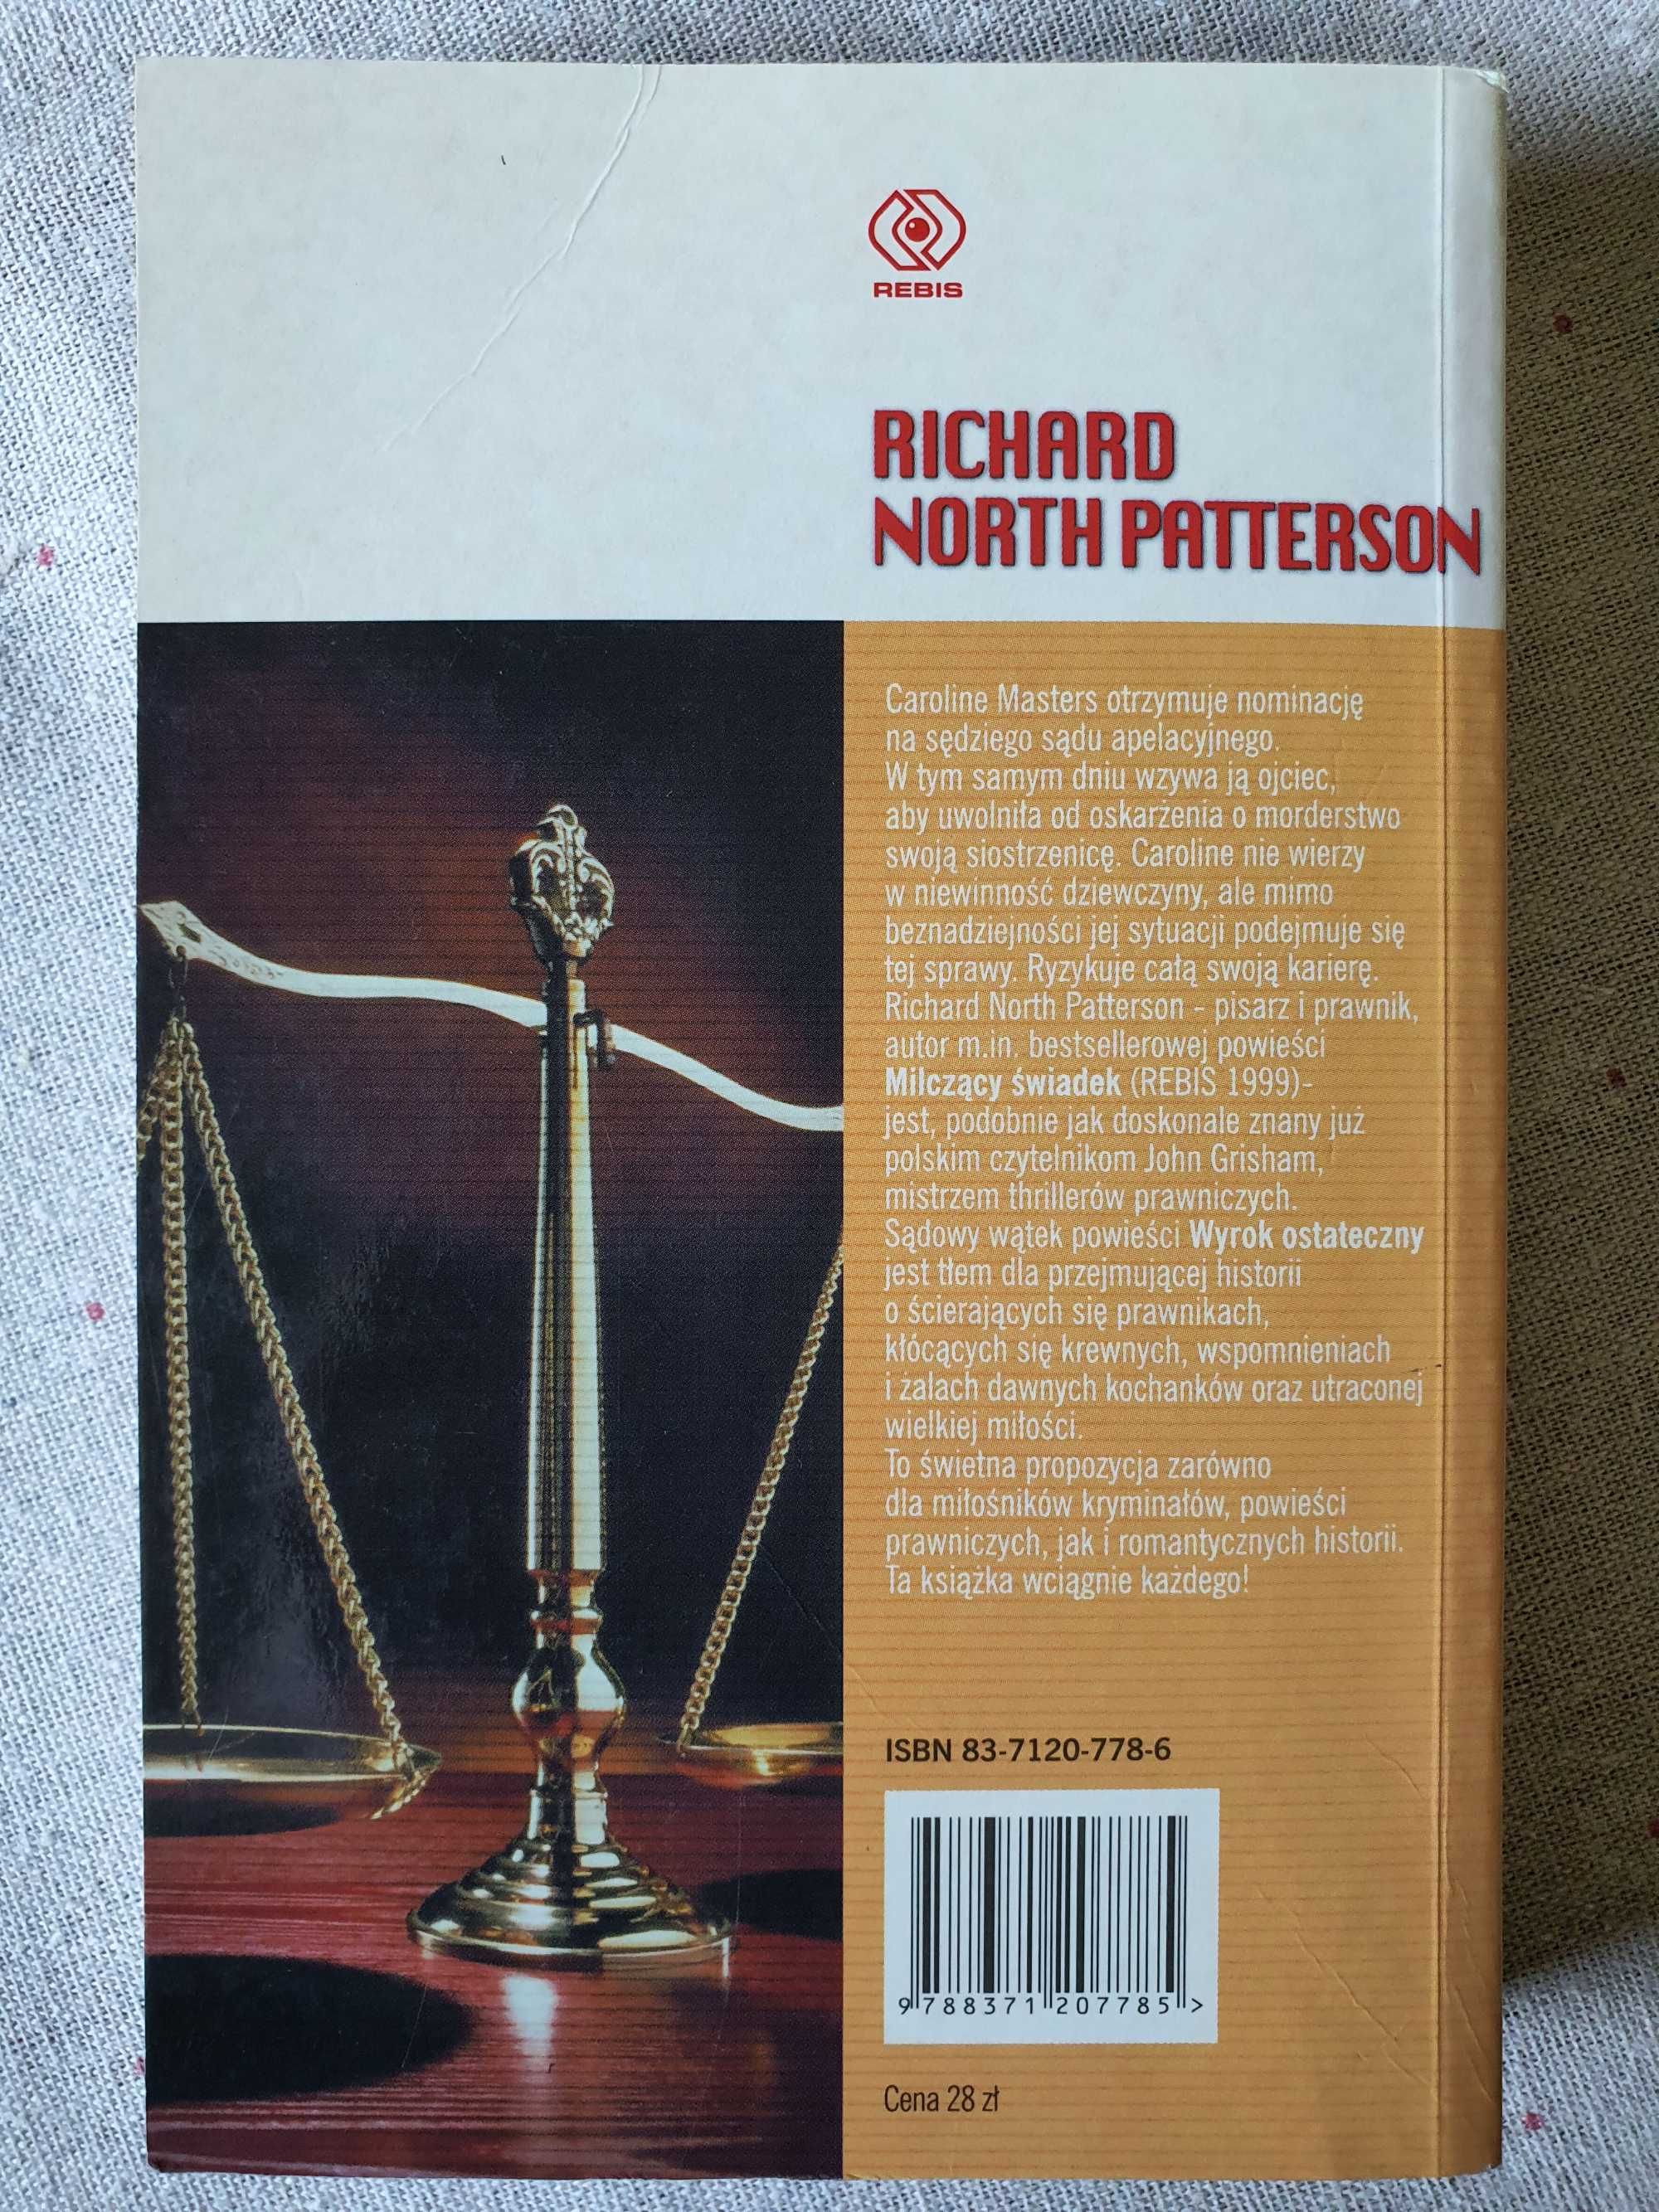 REBIS
RICHARD
NORTH PATTERSON
Caroline Masters otrzymuje nominację
na sędziego sądu apelacyjnego.
W tym samym dniu wzywa ją ojciec,
aby uwolniła od oskarżenia o morderstwo
swoją siostrzenicę. Caroline nie wierzy
w niewinność dziewczyny, ale mimo
beznadziejności jej sytuacji podejmuje się
tej sprawy. Ryzykuje całą swoją karierę.
Richard North Patterson - pisarz i prawnik,
autor m.in. bestsellerowej powieści
Milczący świadek (REBIS 1999)-
jest, podobnie jak doskonale znany już
polskim czytelnikom John Grisham,
mistrzem thrillerów prawniczych.
Sądowy wątek powieści Wyrok ostateczny
jest tłem dla przejmującej historii
o ścierających się prawnikach,
kłócących się krewnych, wspomnieniach
i żalach dawnych kochanków oraz utraconej
wielkiej miłości.
To świetna propozycja zarówno
dla miłośników kryminałów, powieści
prawniczych, jak i romantycznych historii.
Ta książka wciągnie każdego!
ISBN 83-7120-778-6
9 788371 207785 >
Cena 28 zł